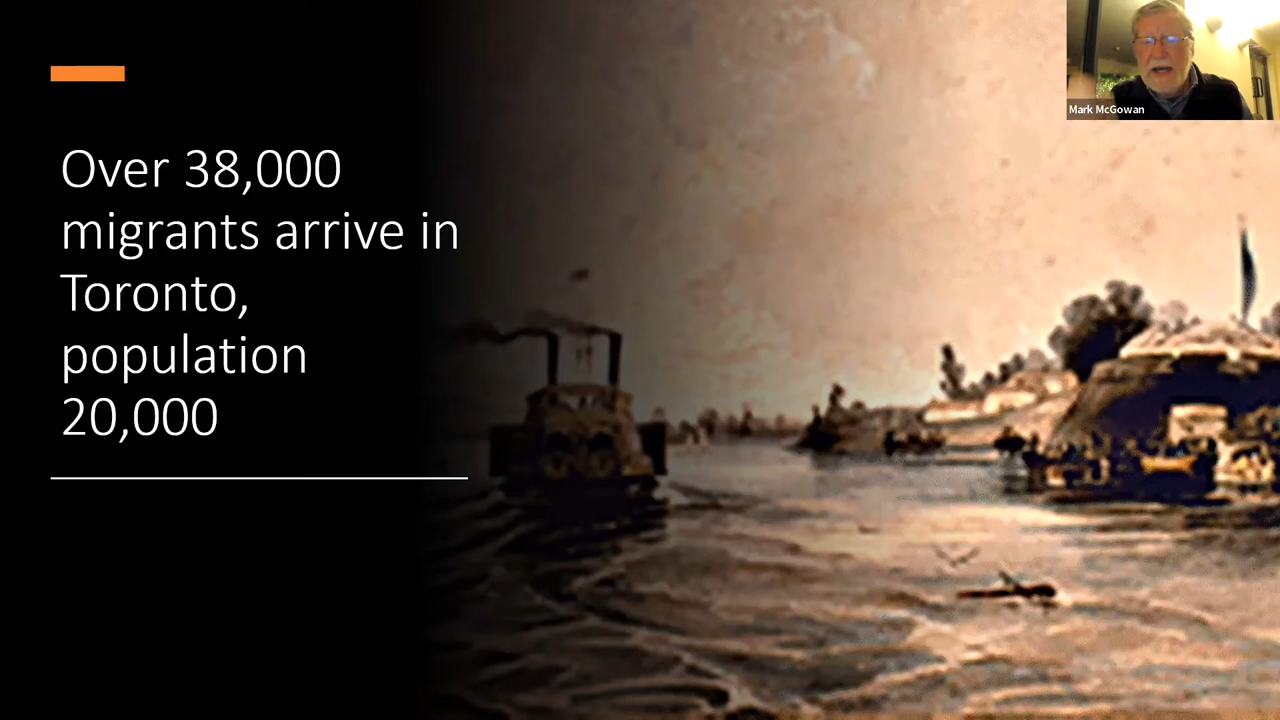 Mark McGowan
Over 38,000
migrants arrive in
Toronto,
population
20,000